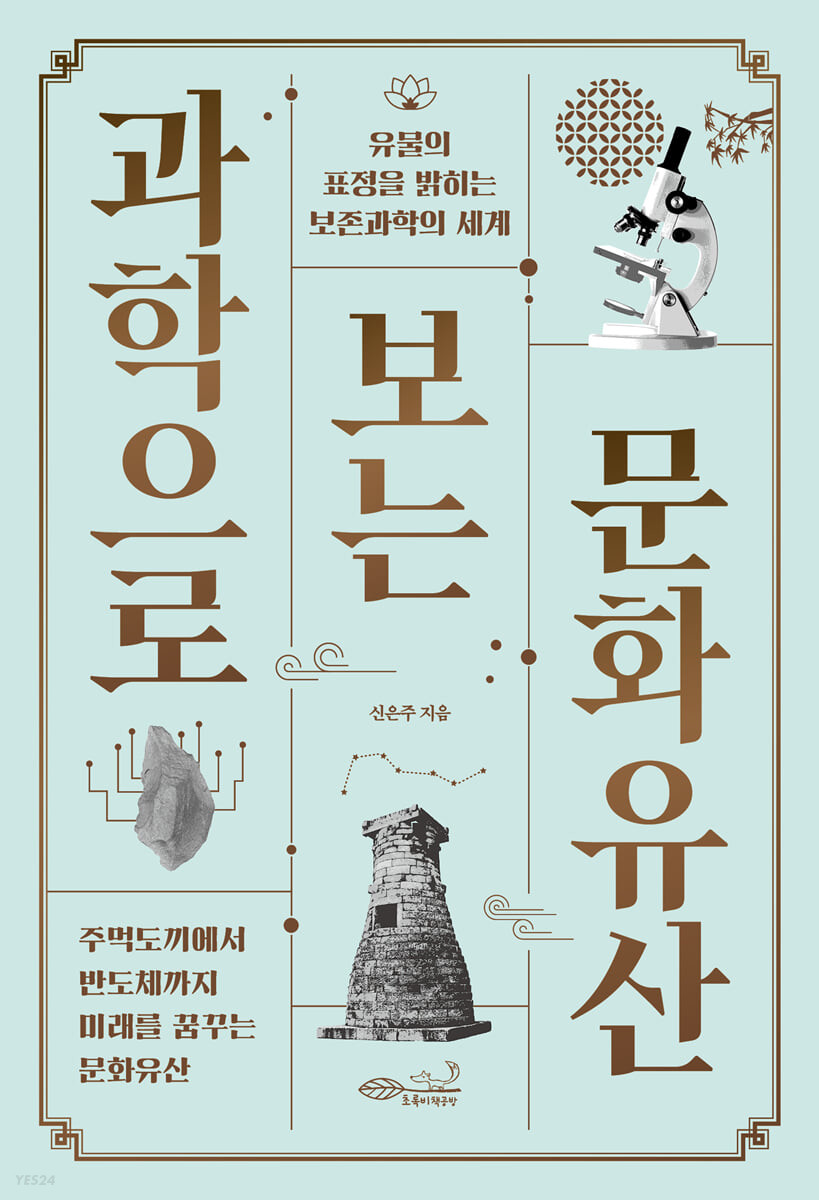 과학으로
보는
문화유산
유물의
표정을 밝히는
보존과학의 세계
신은주 지음
주먹도끼에서
반도체까지
미래를 꿈꾸는
문화유산
초록비책공방
YES24